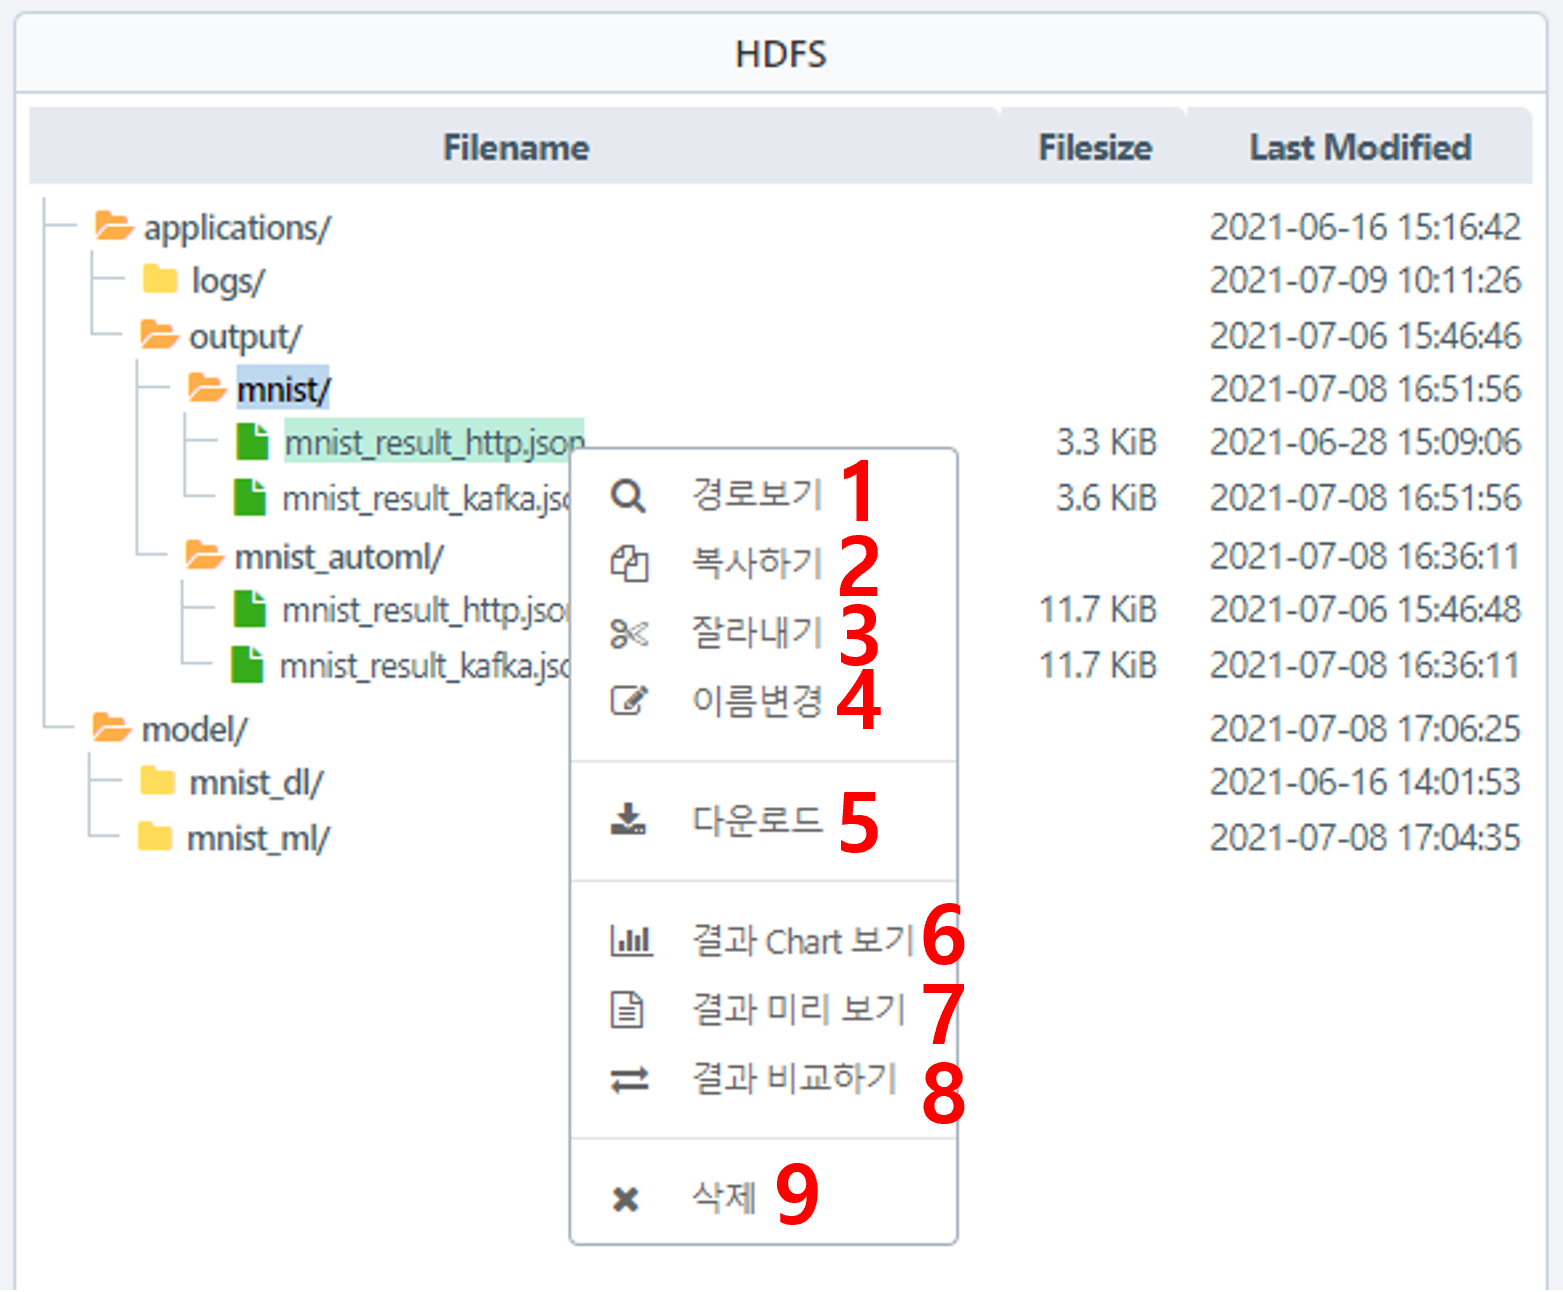 HDFS
Filename Filesize Last Modified
applications/ 2021-06-16 15:16:42
logs/ 2021-07-09 10:11:26
output/ 2021-07-06 15:46:46
mnist/ 2021-07-08 16:51:56
mnist_result_http.json 3.3 KiB 2021-06-28 15:09:06
mnist_result_kafka.jso 3.6 KiB 2021-07-08 16:51:56
mnist_automl/ 2021-07-08 16:36:11
mnist_result_http.json 11.7 KiB 2021-07-06 15:46:48
mnist_result_kafka.jso 11.7 KiB 2021-07-08 16:36:11
model/ 2021-07-08 17:06:25
mnist_dl/ 2021-06-16 14:01:53
mnist_ml/ 2021-07-08 17:04:35
경로보기 1
복사하기 2
잘라내기 3
이름변경 4
다운로드 5
결과 Chart 보기 6
결과 미리 보기 7
결과 비교하기 8
삭제 9